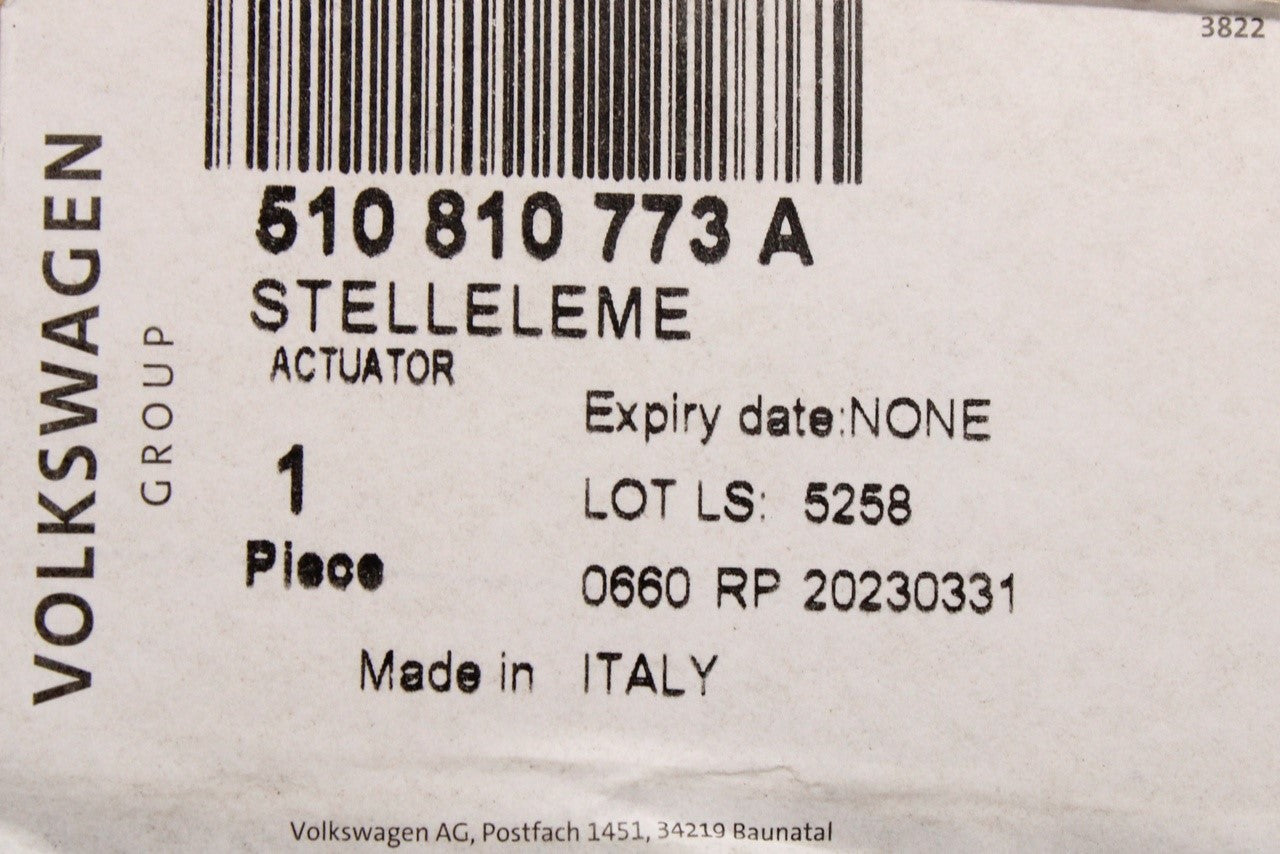 3822
VOLKSWAGEN
GROUP
510 810 773 A
STELLELEME
ACTUATOR
Expiry date:NONE
1
LOT LS: 5258
Piece
0660 RP 20230331
Made in ITALY
Volkswagen AG, Postfach 1451, 34219 Baunatal